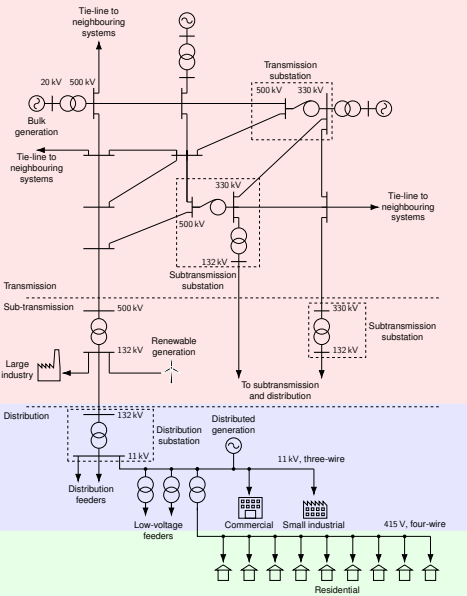 Tie-line to
neighbouring
systems
Transmission
substation
20 kV
500 kV
500 kV
330 kV
Bulk
generation
Tie-line to
neighbouring
systems
330 kV
500 kV
Tie-line to
neighbouring
systems
132 kV
Subtransmission
substation
Transmission
Sub-transmission
500 kV
330 kV
132 kV
Renewable
generation
Subtransmission
substation
132 kV
Large
industry
To subtransmission
and distribution
Distribution
132 kV
Distribution
substation
Distributed
generation
11 kV
11 kV, three-wire
Distribution
feeders
Low-voltage
feeders
Commercial
Small industrial
415 V, four-wire
Residential